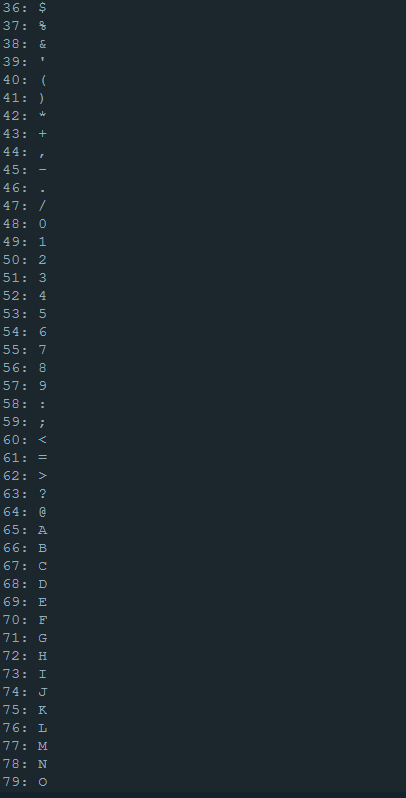 36: $
37: %
38: &
39: '
40: (
41: )
42: *
43: +
44: ,
45: -
46: .
47: /
48: 0
49: 1
50: 2
51: 3
52: 4
53: 5
54: 6
55: 7
56: 8
57: 9
58: :
59: ;
60: <
61: =
62: >
63: ?
64: @
65: A
66: B
67: C
68: D
69: E
70: F
71: G
72: H
73: I
74: J
75: K
76: L
77: M
78: N
79: O